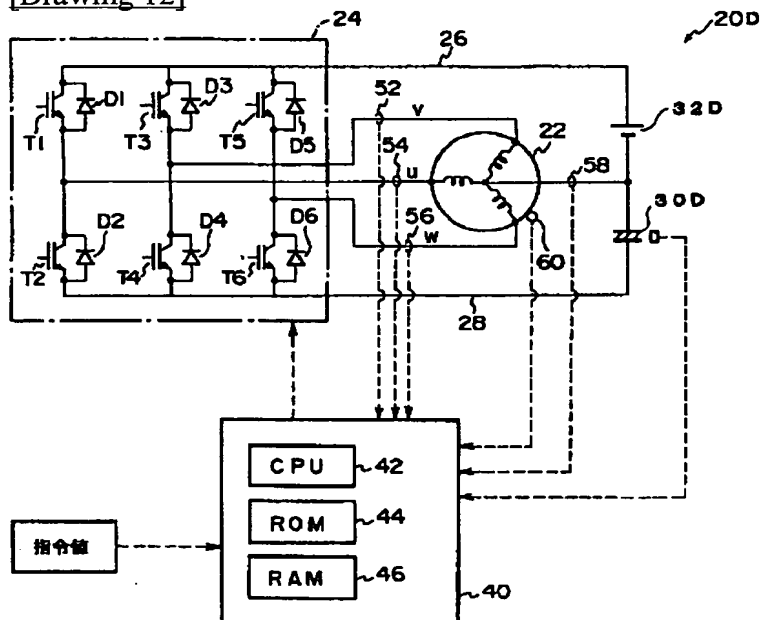 [Drawing 12]
24
26
20D
D1
D3
D5
T1
T3
T5
52
v
22
32D
54
u
58
30D
56
w
60
D2
D4
D6
T2
T4
T6
28
CPU
42
ROM
44
RAM
46
指令値
40